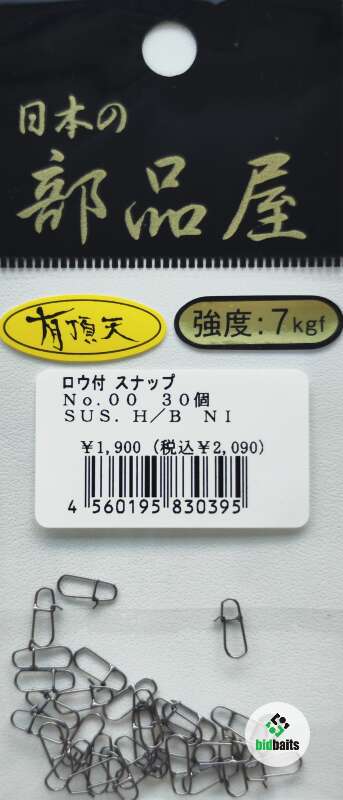 日本の
部品屋
有頂天
強度:7kgf
ロウ付 スナップ
No.00 30個
SUS. H/B NI
¥1,900 (税込¥2,090)
4 560195 830395
bidbaits